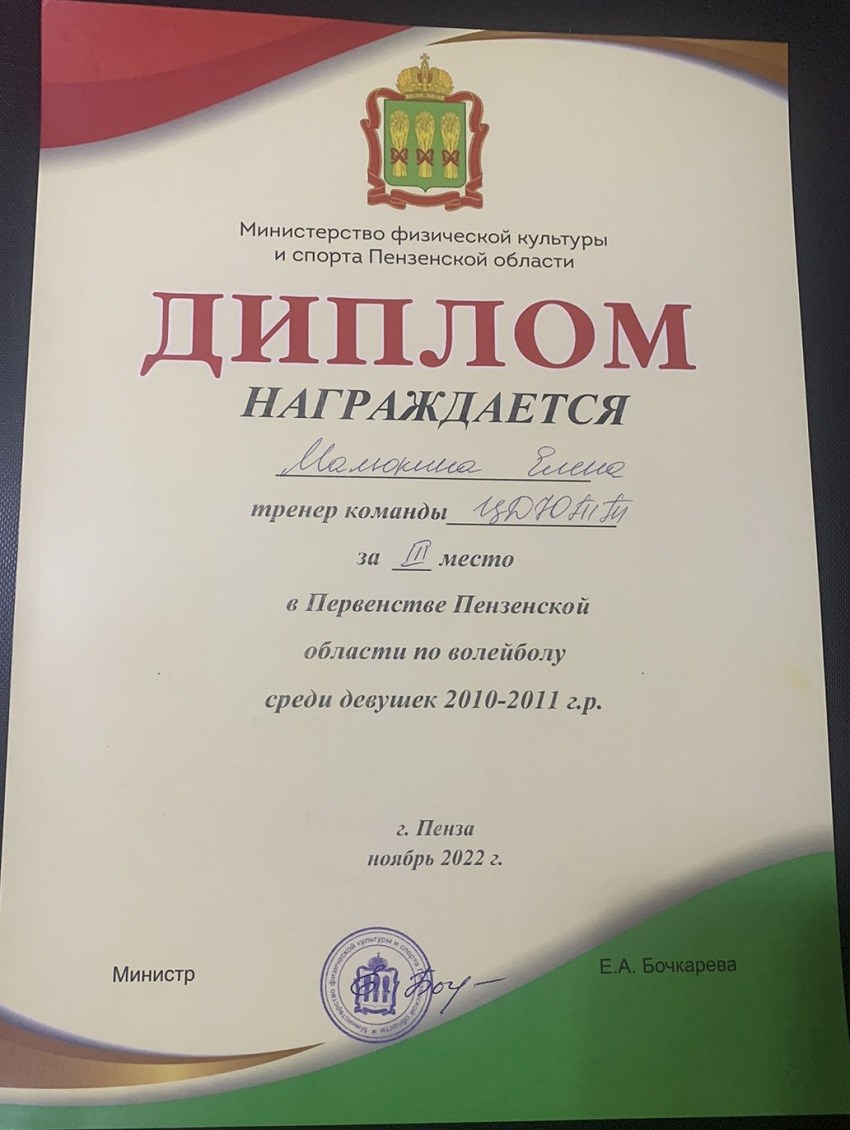 Министерство физической культуры
и спорта Пензенской области
ДИПЛОМ
НАГРАЖДАЕТСЯ
Малюкина Елена
тренер команды
за III место
в Первенстве Пензенской
области по волейболу
среди девушек 2010-2011 г.р.
г. Пенза
ноябрь 2022 г.
Министр
Е.А. Бочкарева